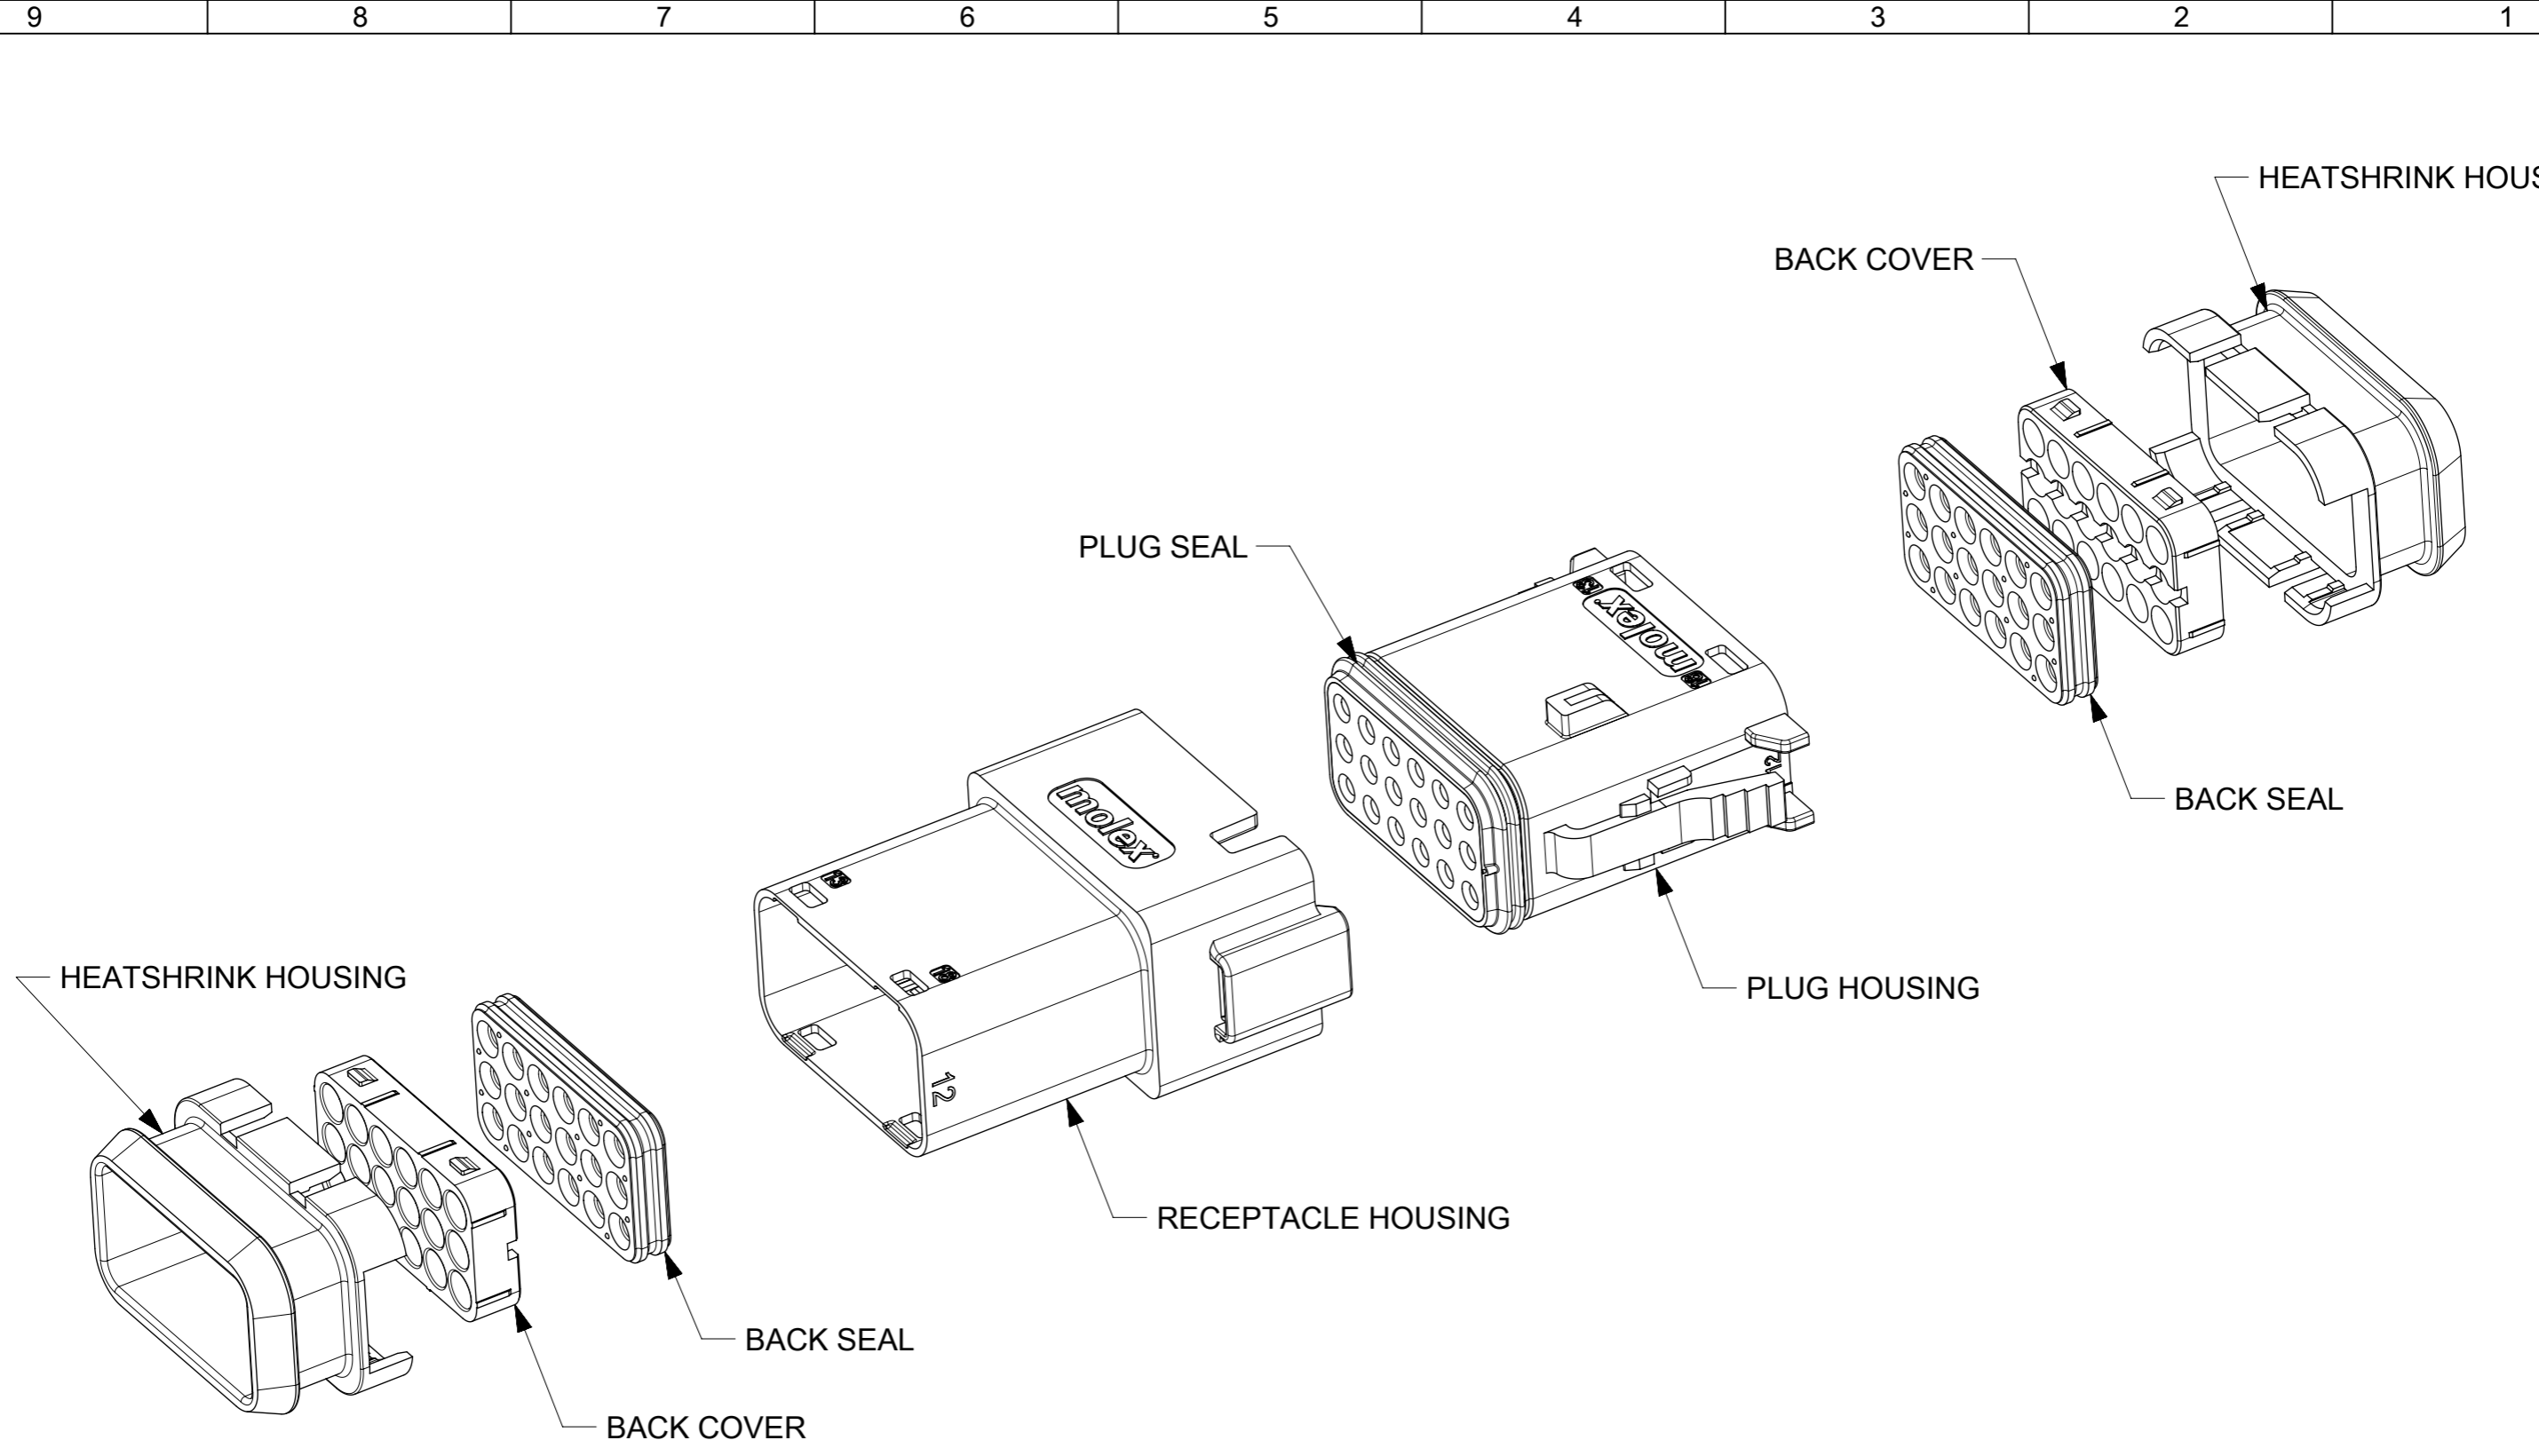 9 8 7 6 5 4 3 2 1
HEATSHRINK HOUS
BACK COVER
PLUG SEAL
molex
BACK SEAL
molex
PLUG HOUSING
HEATSHRINK HOUSING
12
RECEPTACLE HOUSING
BACK SEAL
BACK COVER